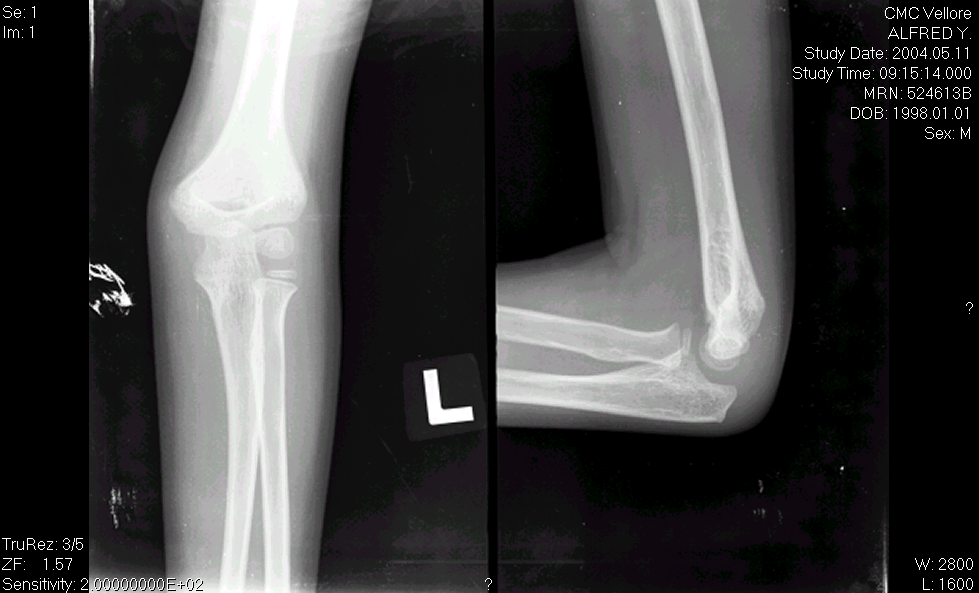 Se: 1
Im: 1
CMC Vellore
ALFRED Y.
Study Date: 2004.05.11
Study Time: 09:15:14.000
MRN: 524613B
DOB: 1998.01.01
Sex: M
?
L
TruRez: 3/5
ZF: 1.57
Sensitivity: 2.00000000E+02
?
W: 2800
L: 1600